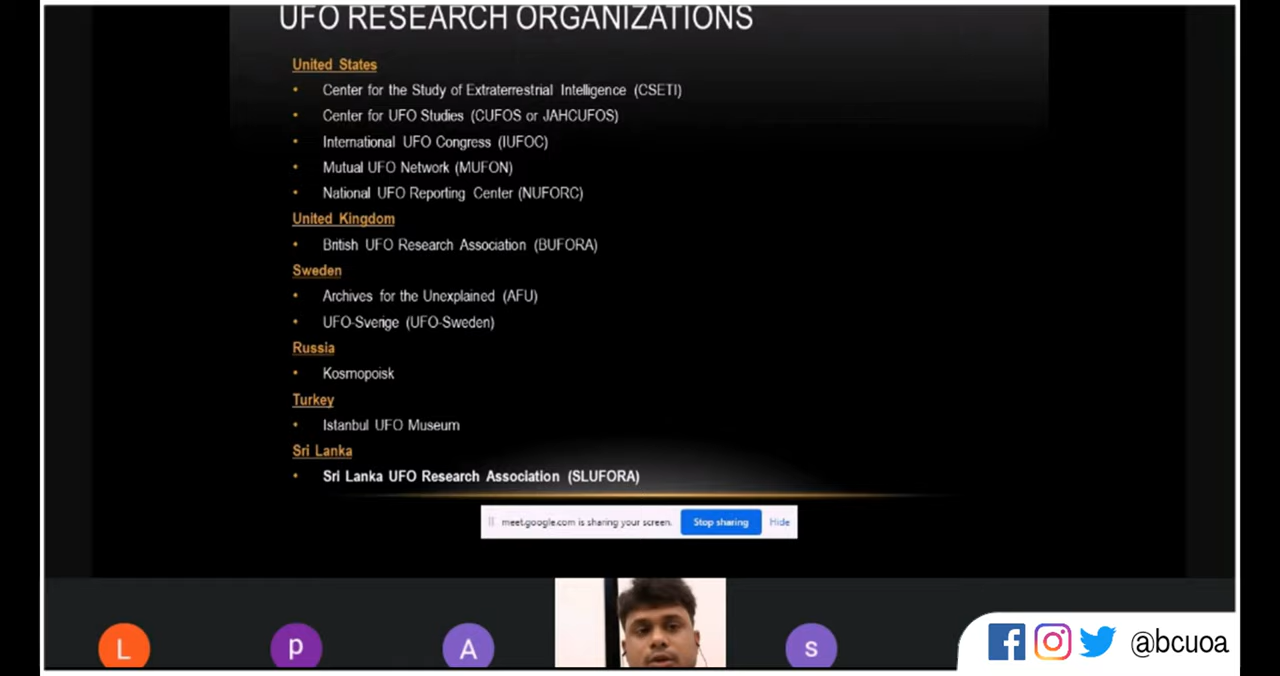 UFO RESEARCH ORGANIZATIONS
United States
• Center for the Study of Extraterrestrial Intelligence (CSETI)
• Center for UFO Studies (CUFOS or JAHCUFOS)
• International UFO Congress (IUFOC)
• Mutual UFO Network (MUFON)
• National UFO Reporting Center (NUFORC)
United Kingdom
• British UFO Research Association (BUFORA)
Sweden
• Archives for the Unexplained (AFU)
• UFO-Sverige (UFO-Sweden)
Russia
• Kosmopoisk
Turkey
• Istanbul UFO Museum
Sri Lanka
• Sri Lanka UFO Research Association (SLUFORA)
meet.google.com is sharing your screen. Stop sharing Hide
L p A s
@bcuoa